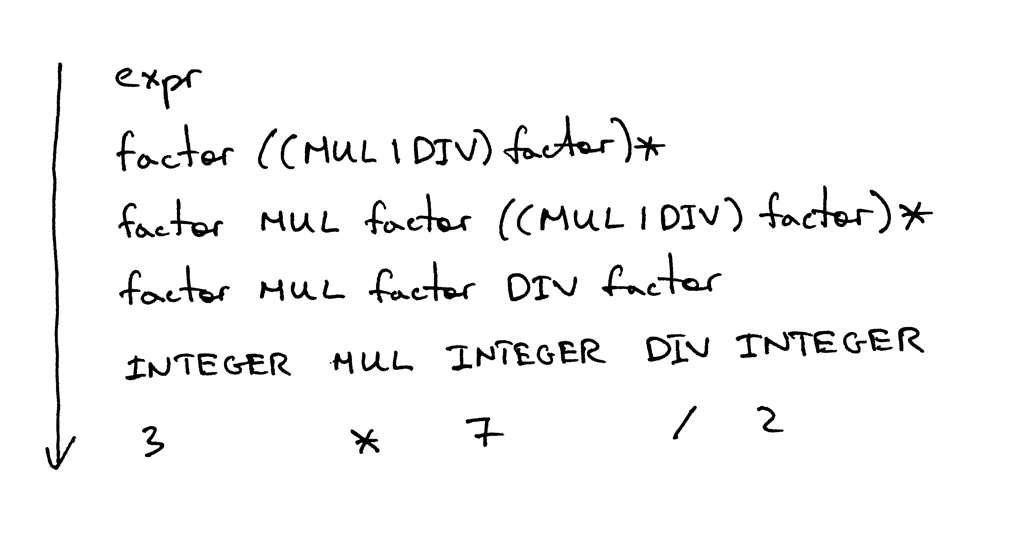 expr
factor ((MUL | DIV) factor)*
factor MUL factor ((MUL | DIV) factor)*
factor MUL factor DIV factor
INTEGER MUL INTEGER DIV INTEGER
3 * 7 / 2